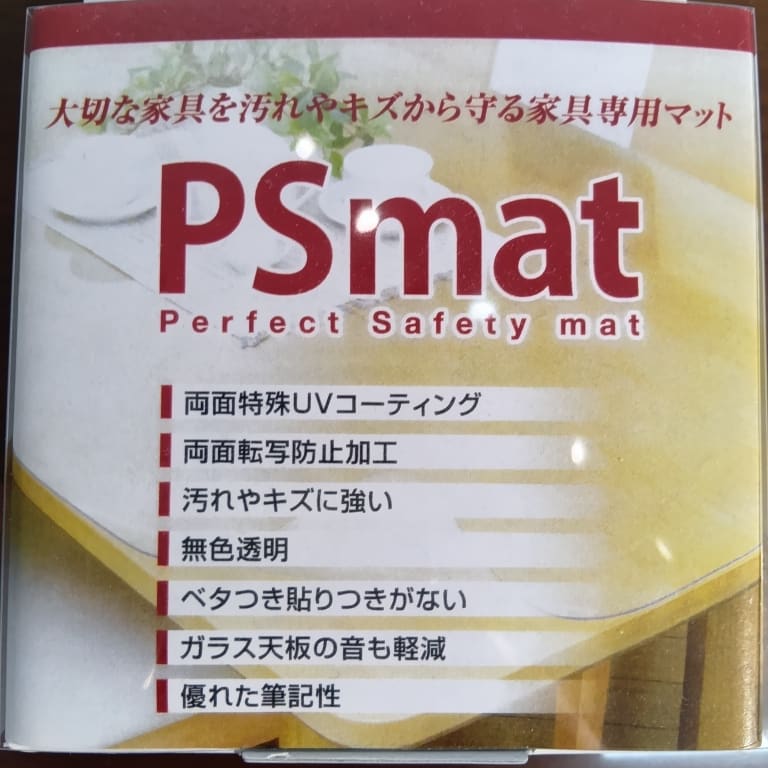 大切な家具を汚れやキズから守る家具専用マット
PSmat
Perfect Safety mat
両面特殊UVコーティング
両面転写防止加工
汚れやキズに強い
無色透明
ベタつき貼りつきがない
ガラス天板の音も軽減
優れた筆記性